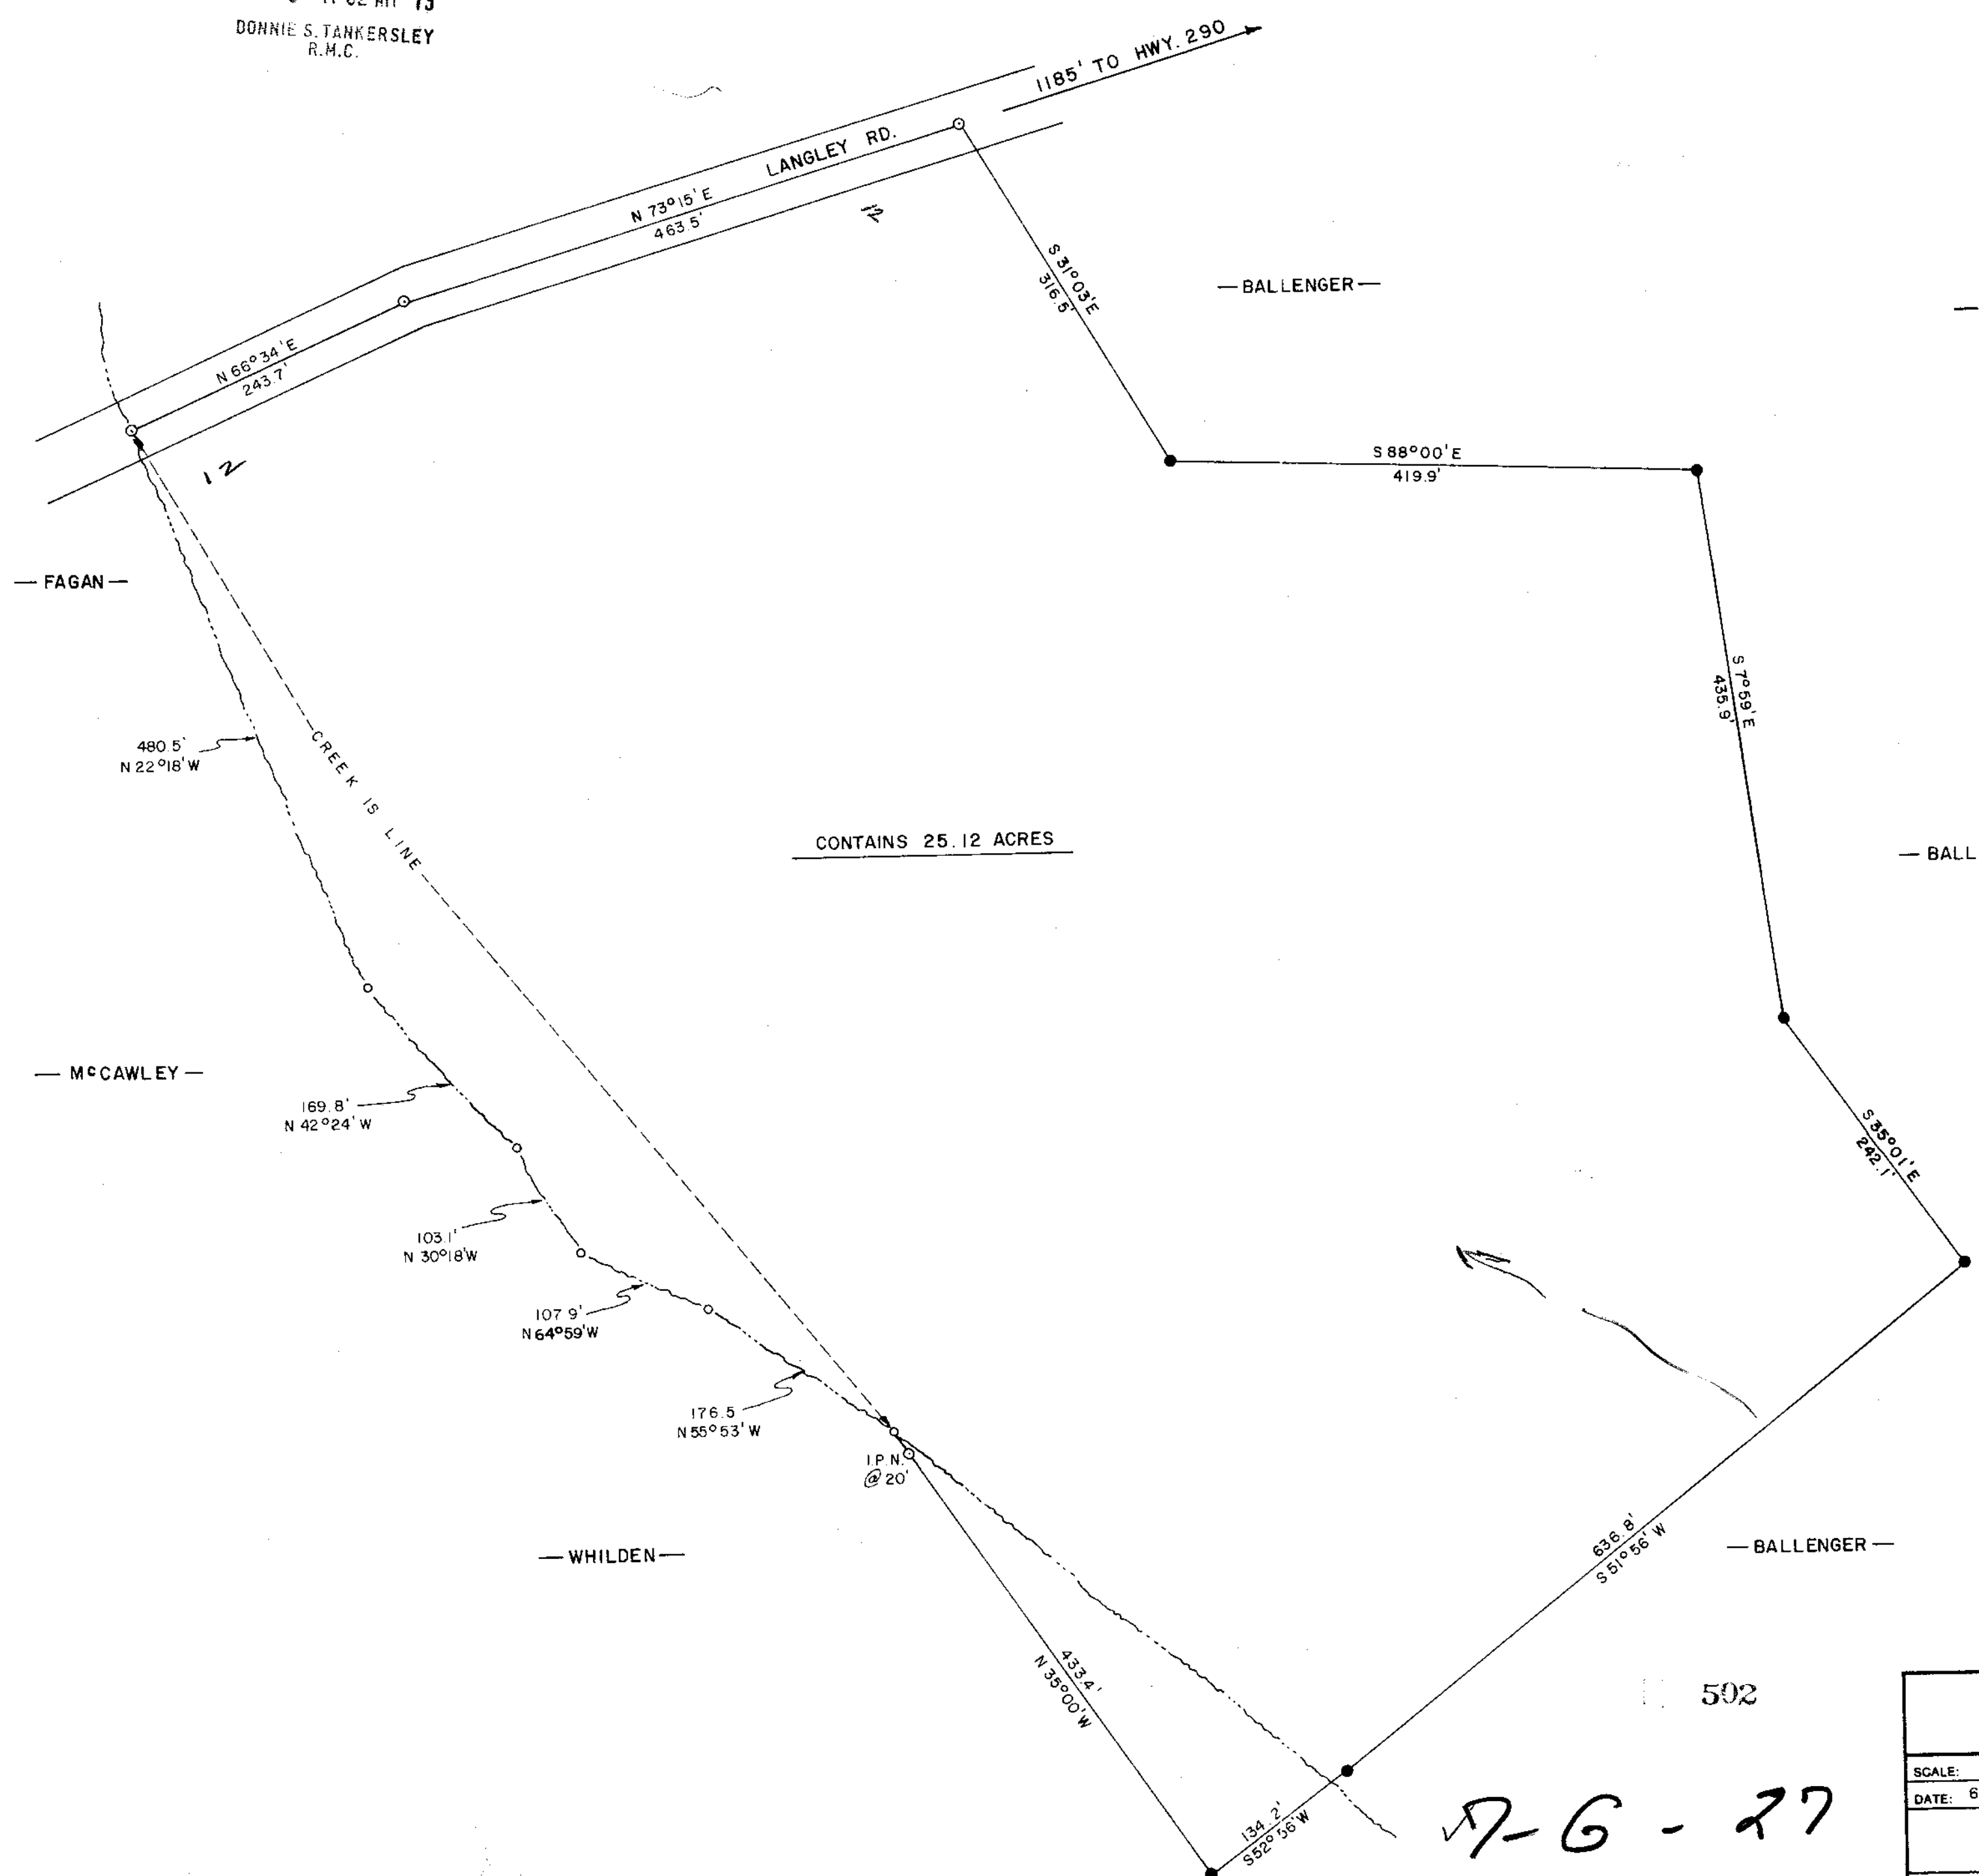 DONNIE S. TANKERSLEY
R.M.C.
1185' TO HWY. 290
LANGLEY RD.
N 73°15' E
463.5'
12
S 31°03' E
316.5'
— BALLENGER —
N 66°34' E
243.7'
12
S 88°00' E
419.9'
— FAGAN —
S 7°59' E
435.9'
480.5'
N 22°18' W
CREEK IS LINE
CONTAINS 25.12 ACRES
— BALL
— McCAWLEY —
169.8'
N 42°24' W
S 35°01' E
242.1'
103.1'
N 30°18' W
107.9'
N 64°59' W
176.5
N 55°53' W
I.P.N.
@ 20'
— WHILDEN —
636.8'
S 51°56' W
— BALLENGER —
433.4'
N 35°00' W
502
SCALE:
DATE: 6
134.2'
S 52°56' W
27